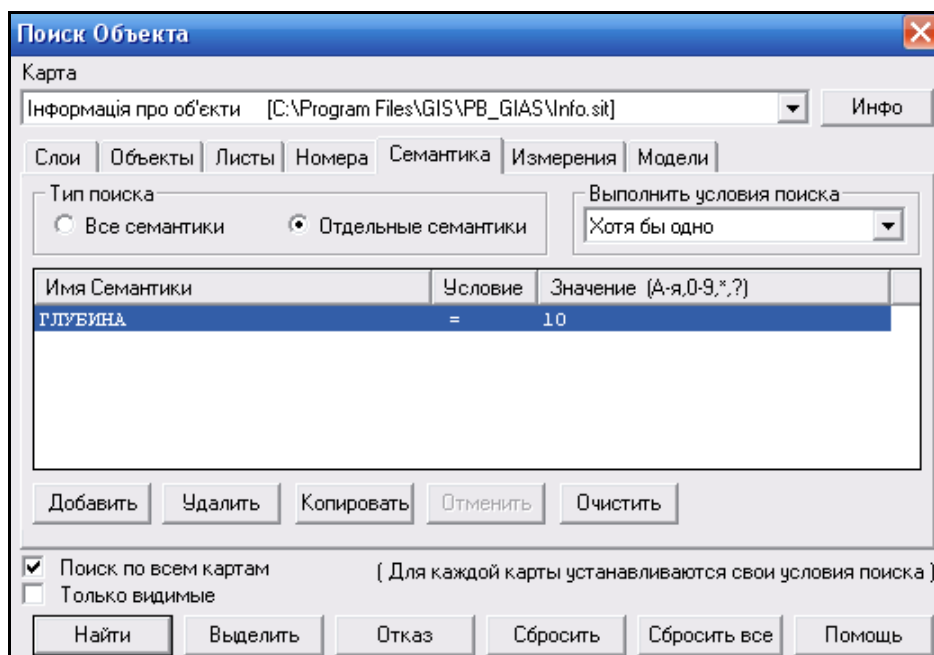 Поиск Объекта
Карта
Інформація про об'єкти [C:\Program Files\GIS\PB_GIAS\Info.sit] Инфо
Слои Объекты Листы Номера Семантика Измерения Модели
Тип поиска Выполнить условия поиска
Все семантики Отдельные семантики Хотя бы одно
Имя Семантики Условие Значение (А-я,0-9,*,?)
ГЛУБИНА = 10
Добавить Удалить Копировать Отменить Очистить
Поиск по всем картам ( Для каждой карты устанавливаются свои условия поиска )
Только видимые
Найти Выделить Отказ Сбросить Сбросить все Помощь